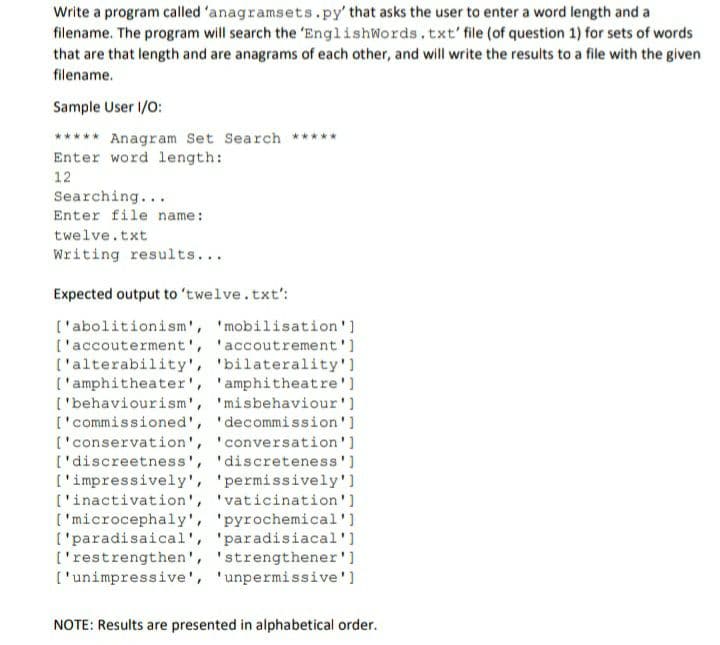 Write a program called 'anagramsets.py' that asks the user to enter a word length and a
filename. The program will search the 'EnglishWords.txt' file (of question 1) for sets of words
that are that length and are anagrams of each other, and will write the results to a file with the given
filename.
Sample User I/O:
***** Anagram Set Search *****
Enter word length:
12
Searching...
Enter file name:
twelve.txt
Writing results...
Expected output to 'twelve.txt':
['abolitionism', 'mobilisation']
['accouterment', 'accoutrement']
['alterability', 'bilaterality']
['amphitheater', 'amphitheatre']
['behaviourism', 'misbehaviour']
['commissioned', 'decommission']
['conservation', 'conversation']
['discreetness', 'discreteness']
['impressively', 'permissively']
['inactivation', 'vaticination']
['microcephaly', 'pyrochemical']
['paradisaical', 'paradisiacal']
['restrengthen', 'strengthener']
['unimpressive', 'unpermissive']
NOTE: Results are presented in alphabetical order.